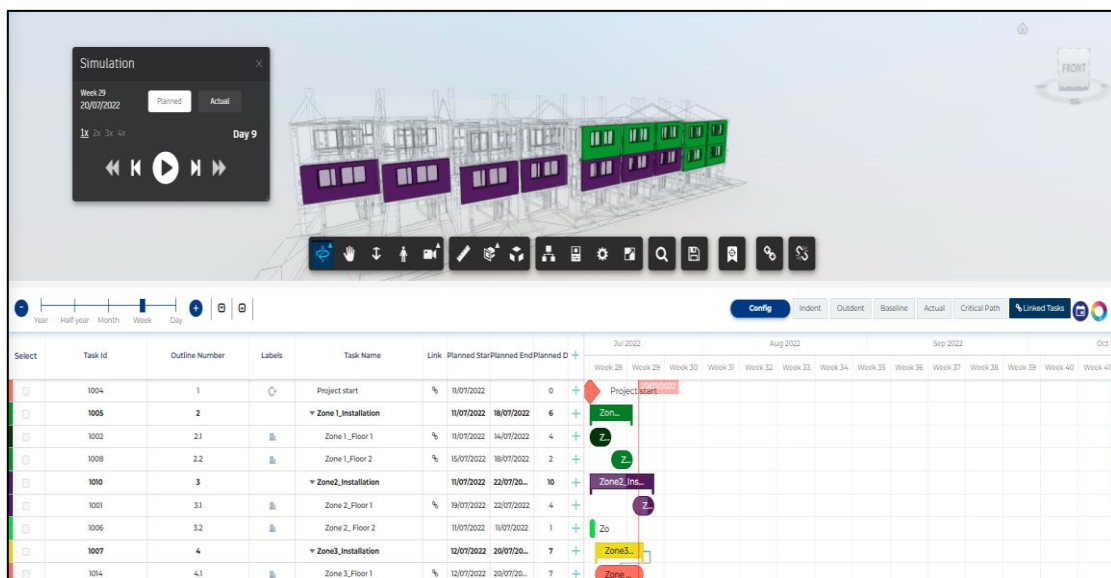 Simulation X
Week 29
20/07/2022 Planned Actual
1x 2x 3x 4x Day 9
FRONT
Year Half-year Month Week Day
Config Indent Outdent Baseline Actual Critical Path Linked Tasks
Select Task Id Outline Number Labels Task Name Link Planned Star Planned End Planned D +
Jul 2022 Aug 2022 Sep 2022 Oct
Week 28 Week 29 Week 30 Week 31 Week 32 Week 33 Week 34 Week 35 Week 36 Week 37 Week 38 Week 39 Week 40 Week 41
1004 1 Project start 11/07/2022 0 + Project start 20/07/2022
1005 2 Zone 1_Installation 11/07/2022 18/07/2022 6 + Zon...
1002 2.1 Zone 1 _Floor 1 11/07/2022 14/07/2022 4 + Z...
1008 2.2 Zone 1_Floor 2 15/07/2022 18/07/2022 2 + Z...
1010 3 Zone2_Installation 11/07/2022 22/07/20... 10 + Zone2_Ins...
1001 3.1 Zone 2_Floor 1 19/07/2022 22/07/2022 4 + Z...
1006 3.2 Zone 2_ Floor 2 11/07/2022 11/07/2022 1 + Zo
1007 4 Zone3_Installation 12/07/2022 20/07/20... 7 + Zone3...
1014 4.1 Zone 3_Floor 1 12/07/2022 20/07/20... 7 + Zone ...